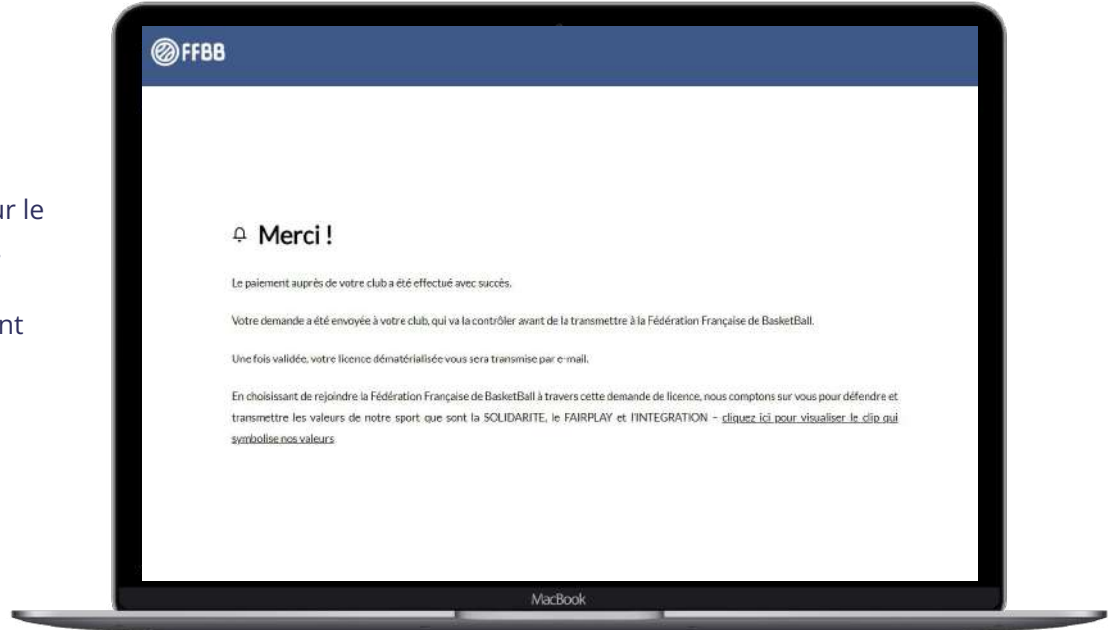 FFBB
ur le
nt
Merci !
Le paiement auprès de votre club a été effectué avec succès.
Votre demande a été envoyée à votre club, qui va la contrôler avant de la transmettre à la Fédération Française de BasketBall.
Une fois validée, votre licence dématérialisée vous sera transmise par e-mail.
En choisissant de rejoindre la Fédération Française de BasketBall à travers cette demande de licence, nous comptons sur vous pour défendre et
transmettre les valeurs de notre sport que sont la SOLIDARITE, le FAIRPLAY et l'INTEGRATION – cliquez ici pour visualiser le clip qui
symbolise nos valeurs
MacBook